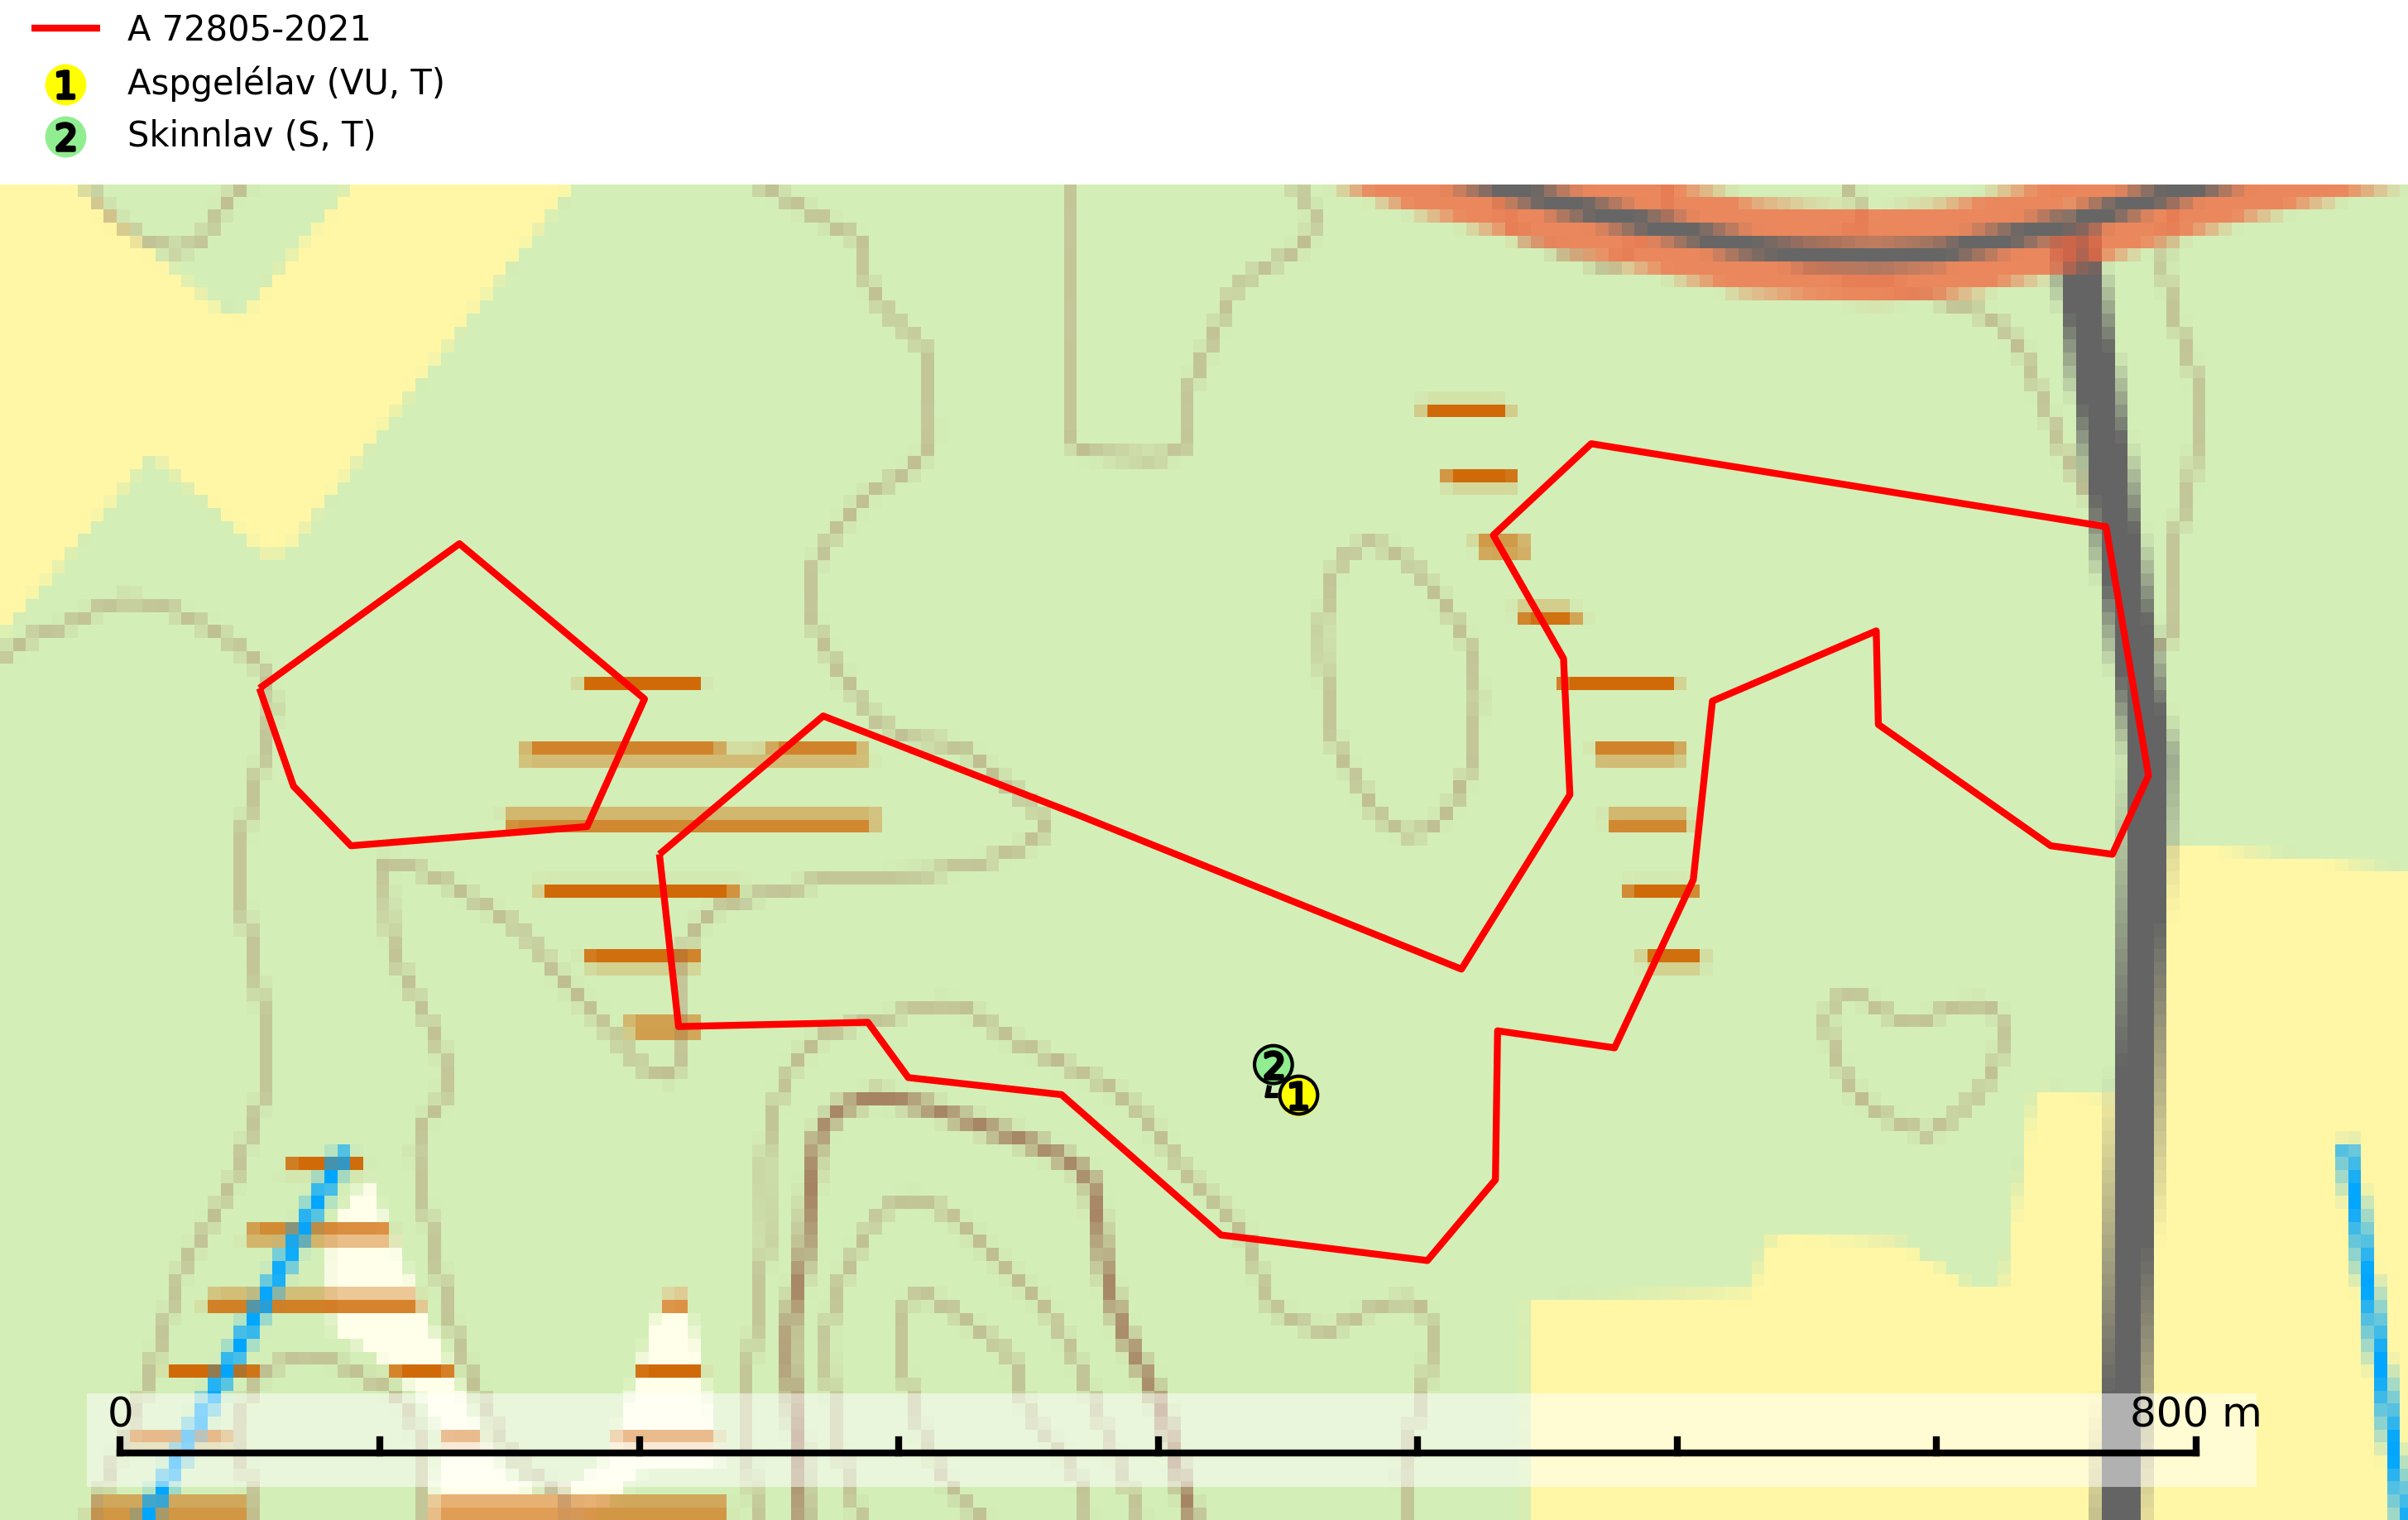 A 72805-2021
1 Aspgelélav (VU, T)
2 Skinnlav (S, T)
2
1
0 800 m